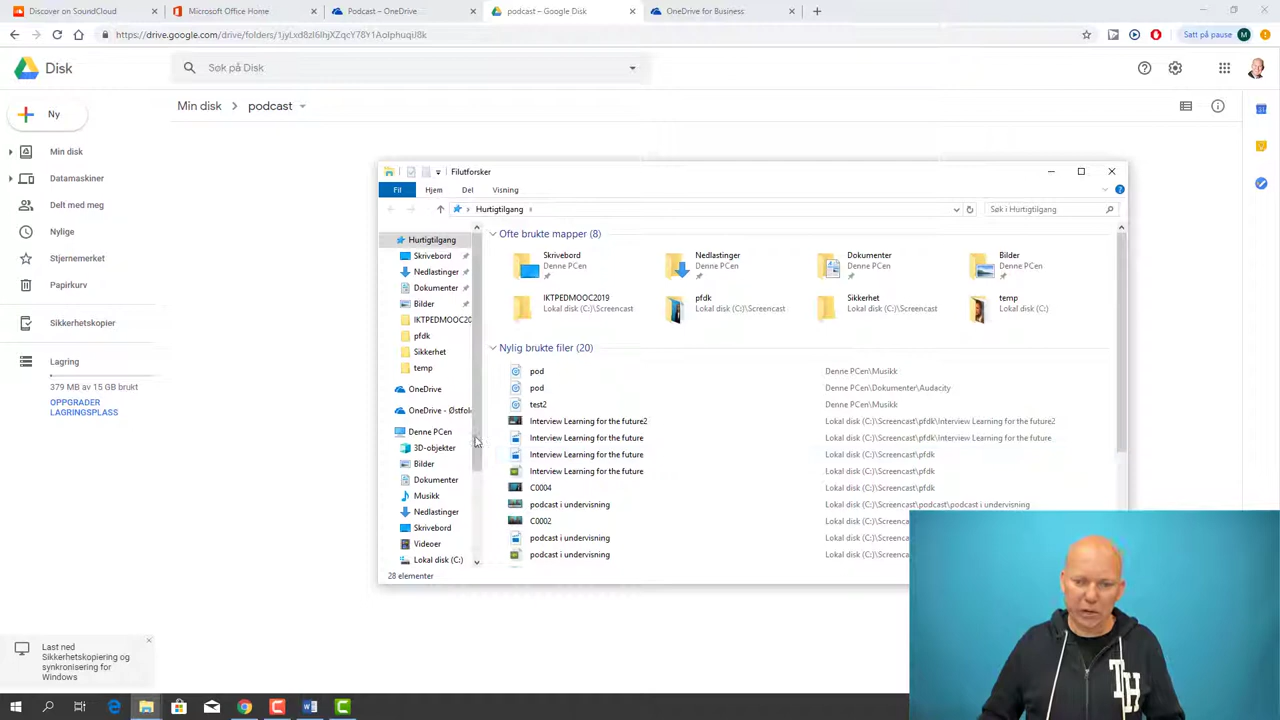 Discover on SoundCloud
Microsoft Office Home
Podcast – OneDrive
podcast – Google Disk
OneDrive for Business
Satt på pause
M
Disk
Søk på Disk
Ny
Min disk
podcast
Min disk
Datamaskiner
Delt med meg
Nylige
Stjernemerket
Papirkurv
Sikkerhetskopier
Lagring
379 MB av 15 GB brukt
OPPGRADER
LAGRINGSPLASS
Last ned
Sikkerhetskopiering og
synkronisering for
Windows
Filutforsker
Fil
Hjem
Del
Visning
Hurtigtilgang
Søk i Hurtigtilgang
Hurtigtilgang
Skrivebord
Nedlastinger
Dokumenter
Bilder
IKTPEDMOOC20
pfdk
Sikkerhet
temp
OneDrive
OneDrive - Østfol
Denne PCen
3D-objekter
Bilder
Dokumenter
Musikk
Nedlastinger
Skrivebord
Videoer
Lokal disk (C:)
28 elementer
Ofte brukte mapper (8)
Skrivebord
Denne PCen
Nedlastinger
Denne PCen
Dokumenter
Denne PCen
Bilder
Denne PCen
IKTPEDMOOC2019
Lokal disk (C:)\Screencast
pfdk
Lokal disk (C:)\Screencast
Sikkerhet
Lokal disk (C:)\Screencast
temp
Lokal disk (C:)
Nylig brukte filer (20)
pod Denne PCen\Musikk
pod Denne PCen\Dokumenter\Audacity
test2 Denne PCen\Musikk
Interview Learning for the future2 Lokal disk (C:)\Screencast\pfdk\Interview Learning for the future2
Interview Learning for the future Lokal disk (C:)\Screencast\pfdk\Interview Learning for the future
Interview Learning for the future Lokal disk (C:)\Screencast\pfdk
Interview Learning for the future Lokal disk (C:)\Screencast\pfdk
C0004 Lokal disk (C:)\Screencast\pfdk
podcast i undervisning Lokal disk (C:)\Screencast\podcast\podcast i undervisning
C0002
podcast i undervisning
podcast i undervisning
TH